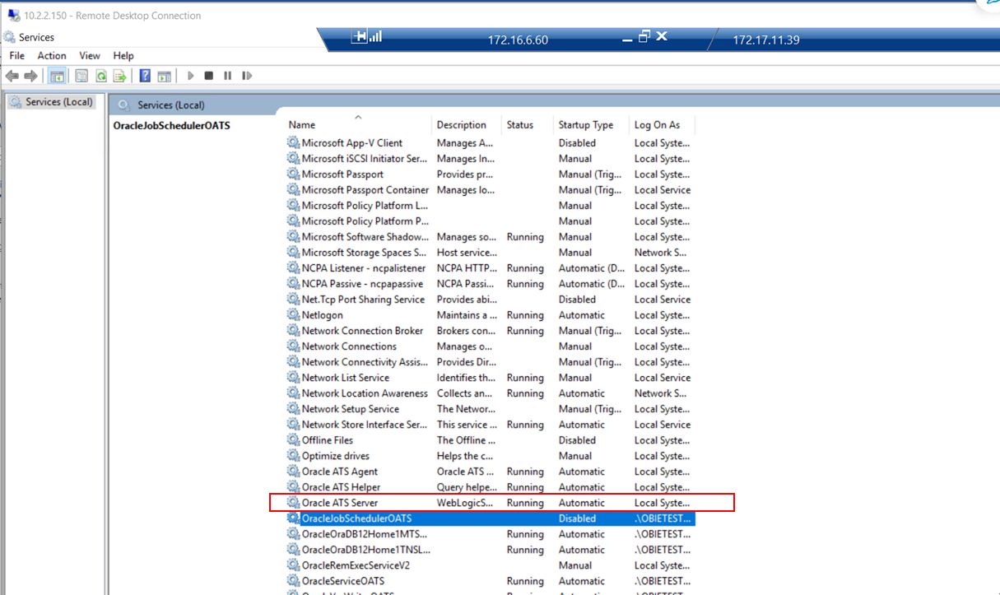 10.2.2.150 - Remote Desktop Connection
Services
172.16.6.60
172.17.11.39
File Action View Help
Services (Local)
Services (Local)
OracleJobSchedulerOATS
Name Description Status Startup Type Log On As
Microsoft App-V Client Manages A... Disabled Local Syste...
Microsoft iSCSI Initiator Ser... Manages In... Manual Local Syste...
Microsoft Passport Provides pr... Manual (Trig... Local Syste...
Microsoft Passport Container Manages lo... Manual (Trig... Local Service
Microsoft Policy Platform L... Manual Local Syste...
Microsoft Policy Platform P... Manual Local Syste...
Microsoft Software Shadow... Manages so... Running Manual Local Syste...
Microsoft Storage Spaces S... Host service... Manual Network S...
NCPA Listener - ncpalistener NCPA HTTP... Running Automatic (D... Local Syste...
NCPA Passive - ncpapassive NCPA Passi... Running Automatic (D... Local Syste...
Net.Tcp Port Sharing Service Provides abi... Disabled Local Service
Netlogon Maintains a ... Running Automatic Local Syste...
Network Connection Broker Brokers con... Running Manual (Trig... Local Syste...
Network Connections Manages o... Manual Local Syste...
Network Connectivity Assis... Provides Dir... Manual (Trig... Local Syste...
Network List Service Identifies th... Running Manual Local Service
Network Location Awareness Collects an... Running Automatic Network S...
Network Setup Service The Networ... Manual (Trig... Local Syste...
Network Store Interface Ser... This service ... Running Automatic Local Service
Offline Files The Offline ... Disabled Local Syste...
Optimize drives Helps the c... Manual Local Syste...
Oracle ATS Agent Oracle ATS ... Running Automatic Local Syste...
Oracle ATS Helper Query helpe... Running Automatic Local Syste...
Oracle ATS Server WebLogicS... Running Automatic Local Syste...
OracleJobSchedulerOATS Disabled .\OBIETEST...
OracleOraDB12Home1MTS... Running Automatic .\OBIETEST...
OracleOraDB12Home1TNSL... Running Automatic .\OBIETEST...
OracleRemExecServiceV2 Manual Local Syste...
OracleServiceOATS Running Automatic .\OBIETEST...